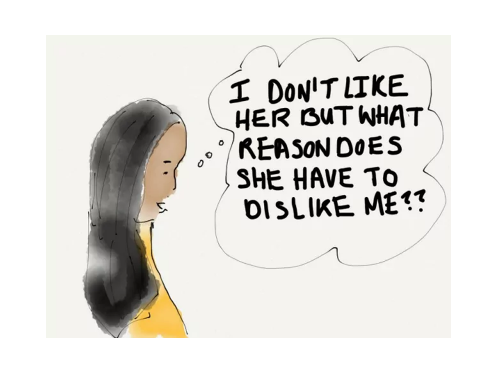 I DON'T LIKE
HER BUT WHAT
REASON DOES
SHE HAVE TO
DISLIKE ME??